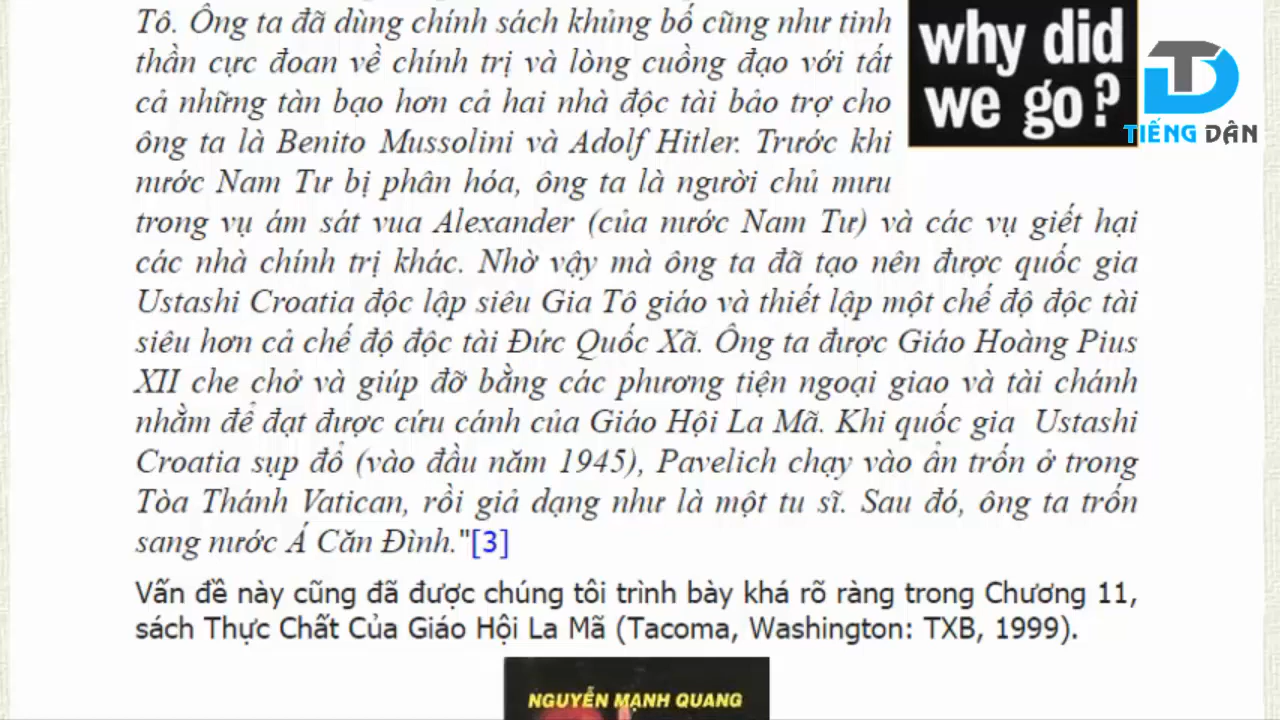 Tô. Ông ta đã dùng chính sách khủng bố cũng như tinh
thần cực đoan về chính trị và lòng cuồng đạo với tất
cả những tàn bạo hơn cả hai nhà độc tài bảo trợ cho
ông ta là Benito Mussolini và Adolf Hitler. Trước khi
nước Nam Tư bị phân hóa, ông ta là người chủ mưu
trong vụ ám sát vua Alexander (của nước Nam Tư) và các vụ giết hại
các nhà chính trị khác. Nhờ vậy mà ông ta đã tạo nên được quốc gia
Ustashi Croatia độc lập siêu Gia Tô giáo và thiết lập một chế độ độc tài
siêu hơn cả chế độ độc tài Đức Quốc Xã. Ông ta được Giáo Hoàng Pius
XII che chở và giúp đỡ bằng các phương tiện ngoại giao và tài chánh
nhằm để đạt được cứu cánh của Giáo Hội La Mã. Khi quốc gia Ustashi
Croatia sụp đổ (vào đầu năm 1945), Pavelich chạy vào ẩn trốn ở trong
Tòa Thánh Vatican, rồi giả dạng như là một tu sĩ. Sau đó, ông ta trốn
sang nước Á Căn Đình."[3]
Vấn đề này cũng đã được chúng tôi trình bày khá rõ ràng trong Chương 11,
sách Thực Chất Của Giáo Hội La Mã (Tacoma, Washington: TXB, 1999).
why did
we go?
TD
TIẾNG DÂN
NGUYỄN MẠNH QUANG